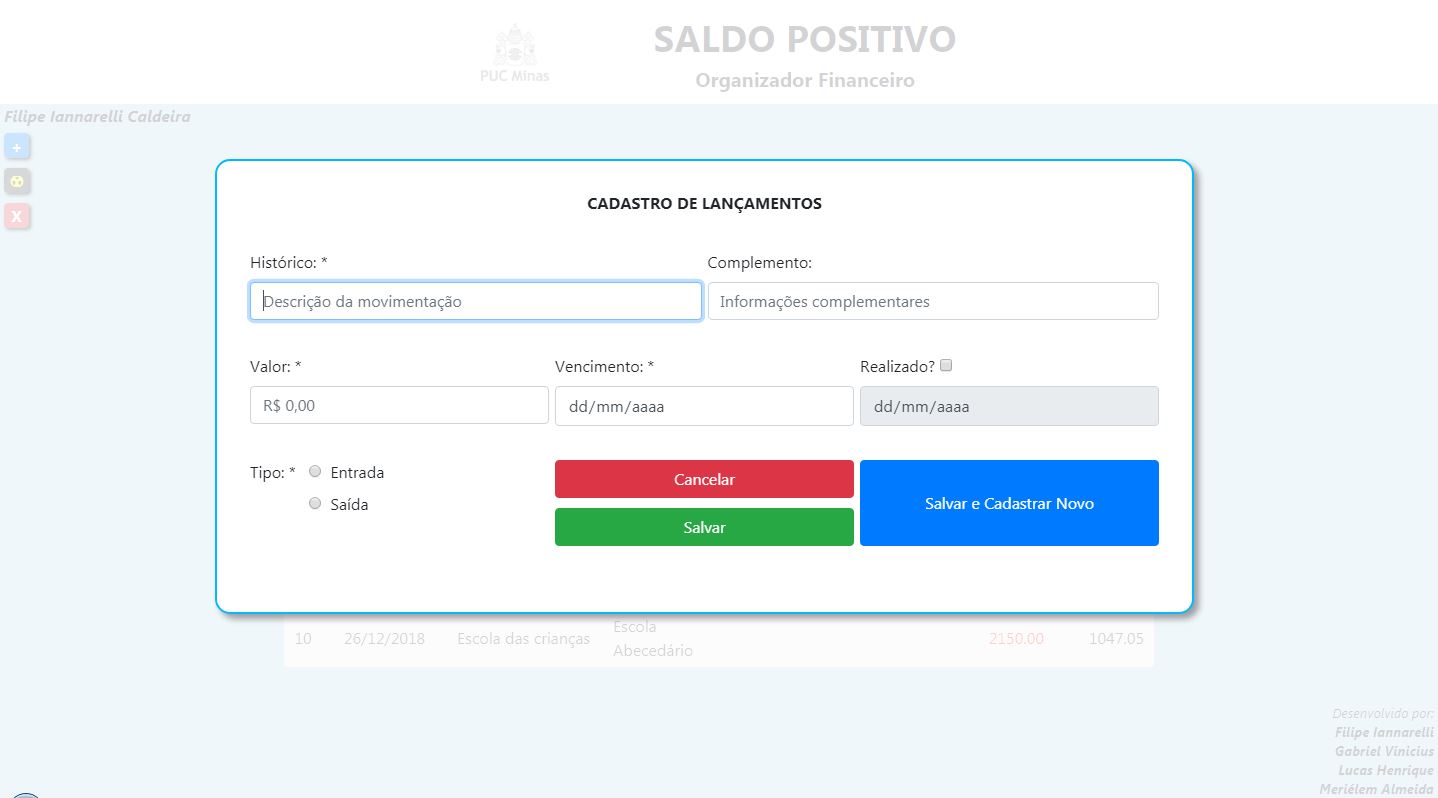 PUC Minas
SALDO POSITIVO
Organizador Financeiro
Filipe Iannarelli Caldeira
+
X
CADASTRO DE LANÇAMENTOS
Histórico: * Complemento:
Descrição da movimentação Informações complementares
Valor: * Vencimento: * Realizado?
R$ 0,00 dd/mm/aaaa dd/mm/aaaa
Tipo: * Entrada
Saída
Cancelar
Salvar
Salvar e Cadastrar Novo
10 26/12/2018 Escola das crianças Escola Abecedário 2150.00 1047.05
Desenvolvido por:
Filipe Iannarelli
Gabriel Vinicius
Lucas Henrique
Meriélem Almeida